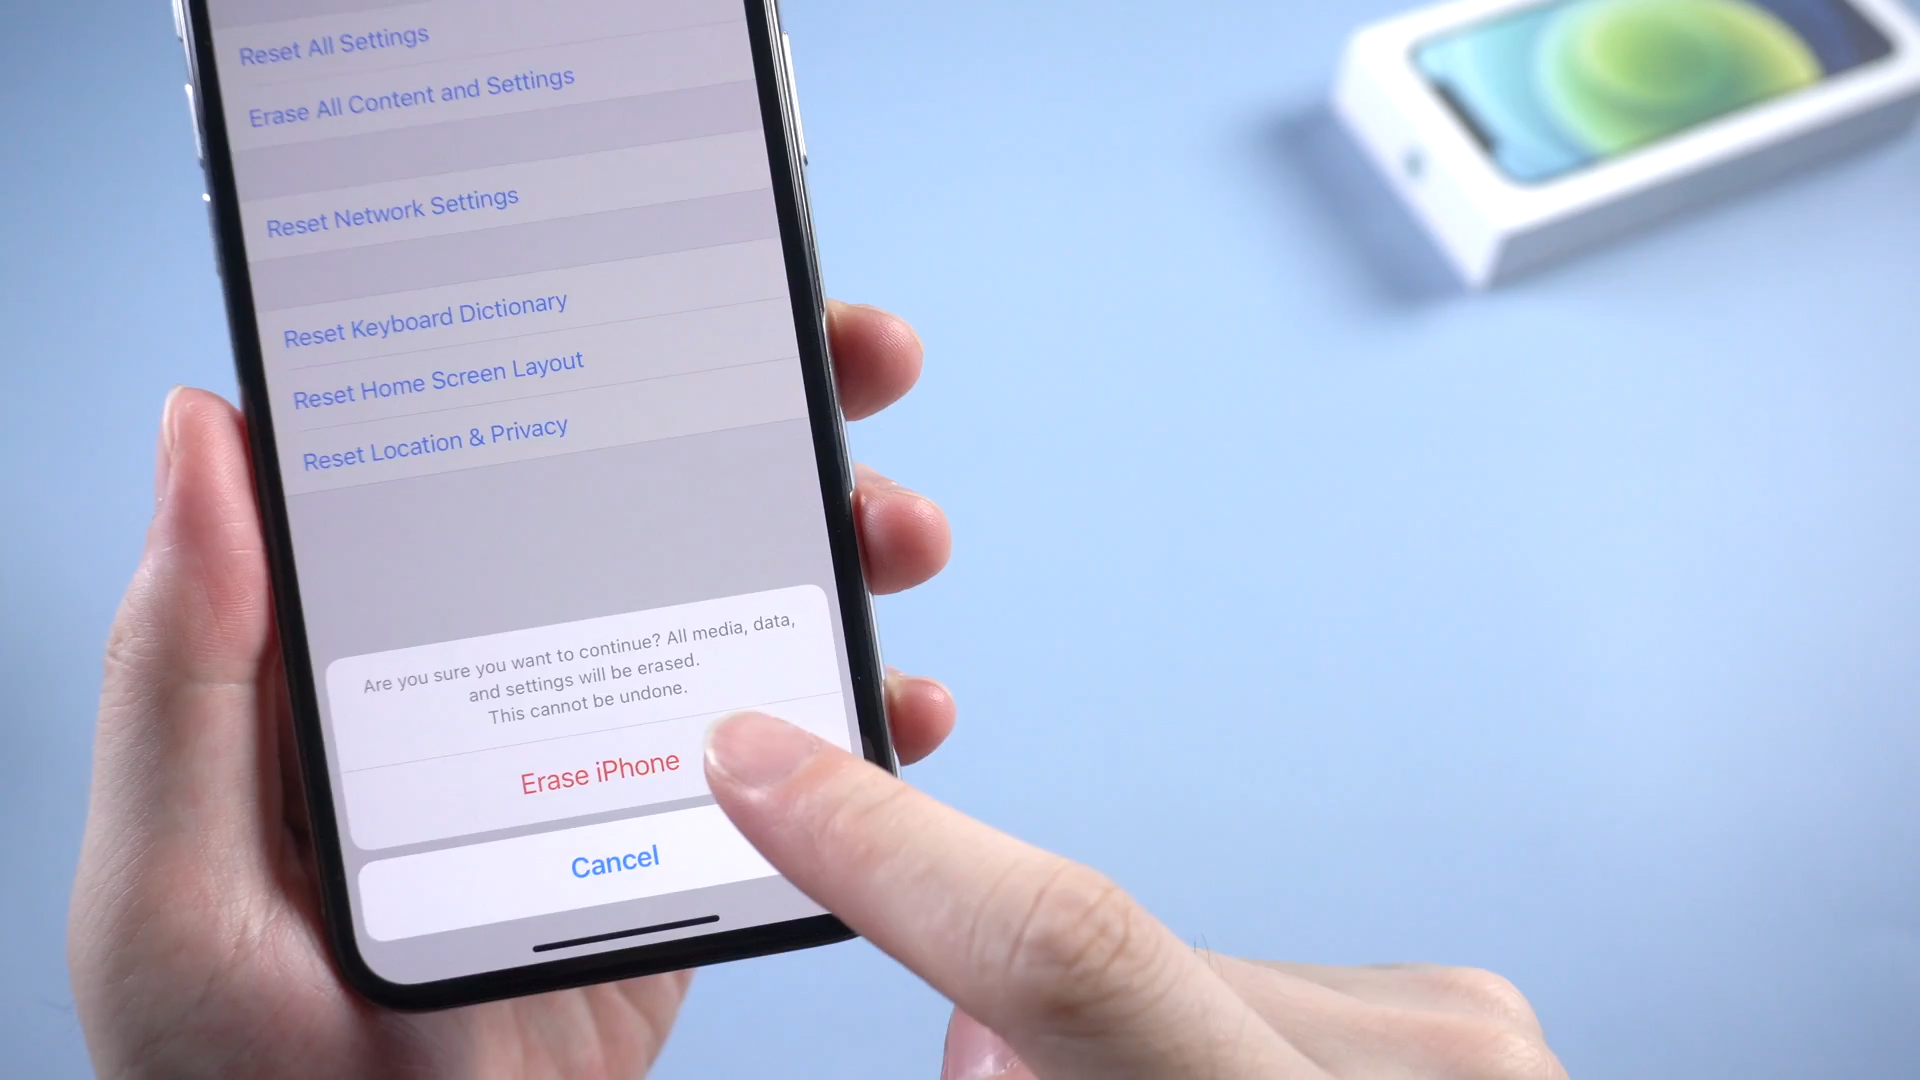 Reset All Settings
Erase All Content and Settings
Reset Network Settings
Reset Keyboard Dictionary
Reset Home Screen Layout
Reset Location & Privacy
Are you sure you want to continue? All media, data,
and settings will be erased.
This cannot be undone.
Erase iPhone
Cancel